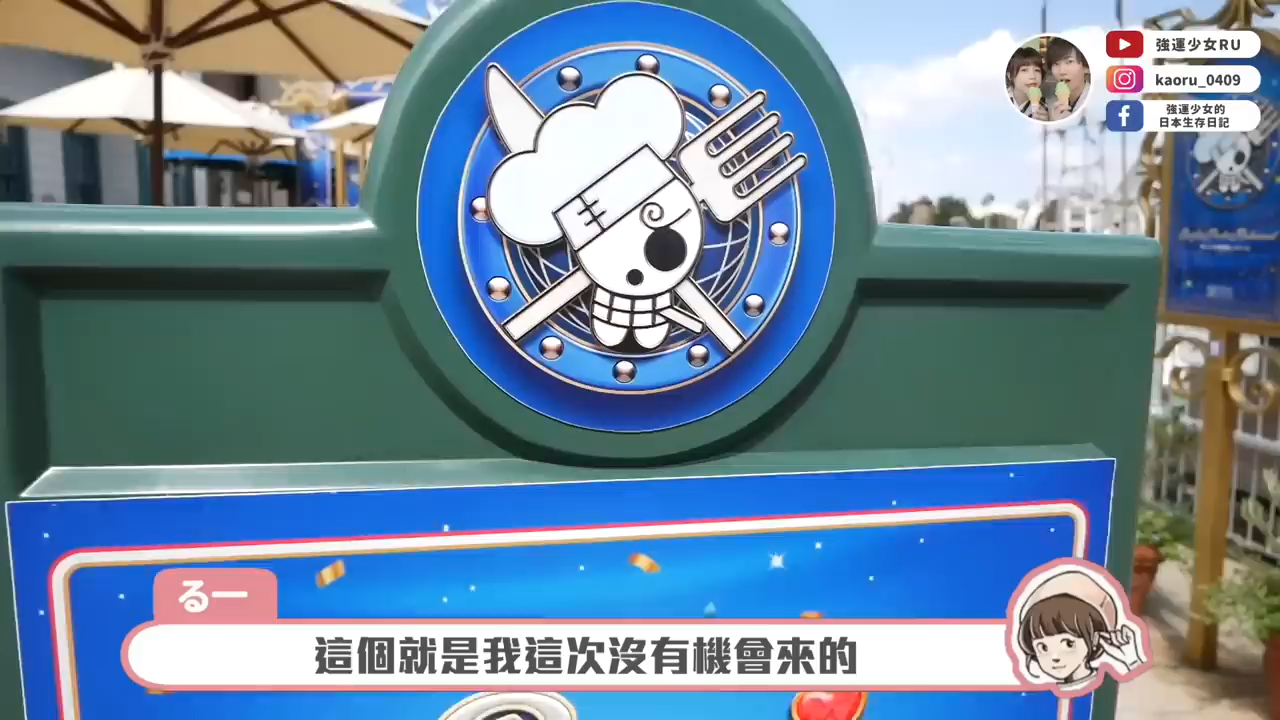 強運少女RU
kaoru_0409
強運少女的
日本生存日記
るー
這個就是我這次沒有機會來的